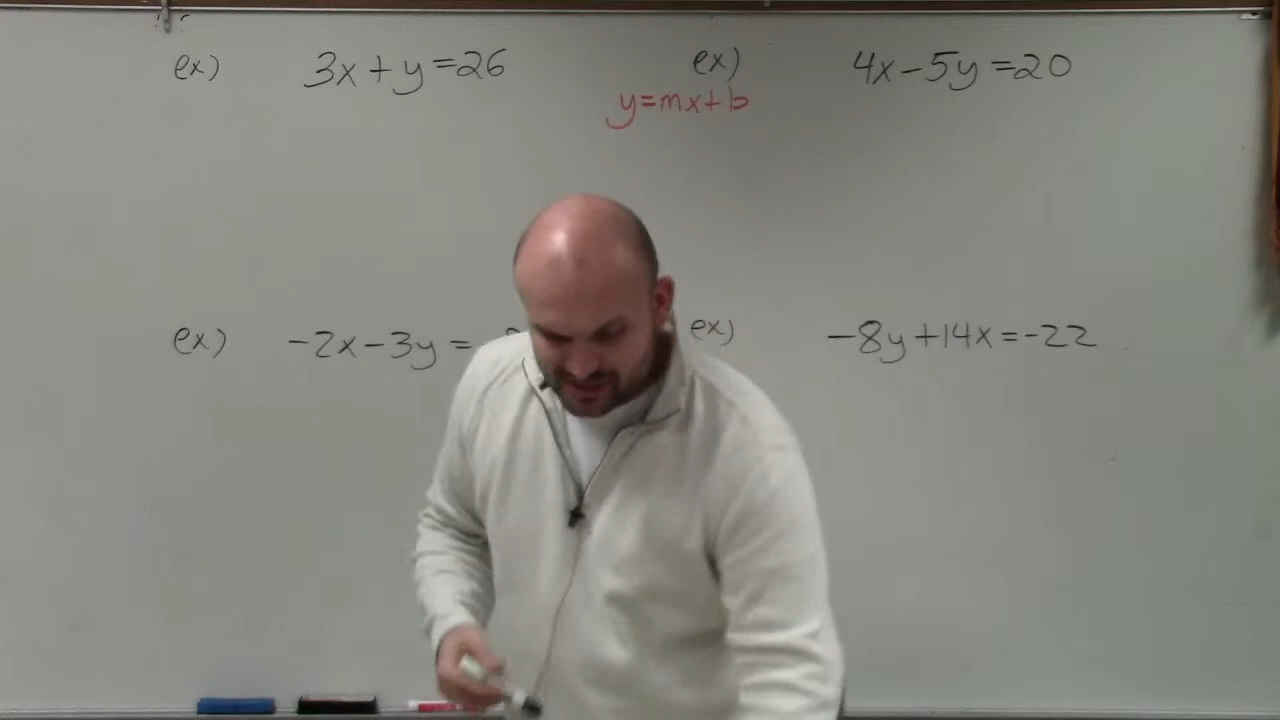 ex) 3x+y=26
ex) 4x-5y=20
y=mx+b
ex) -2x-3y=
ex) -8y+14x=-22